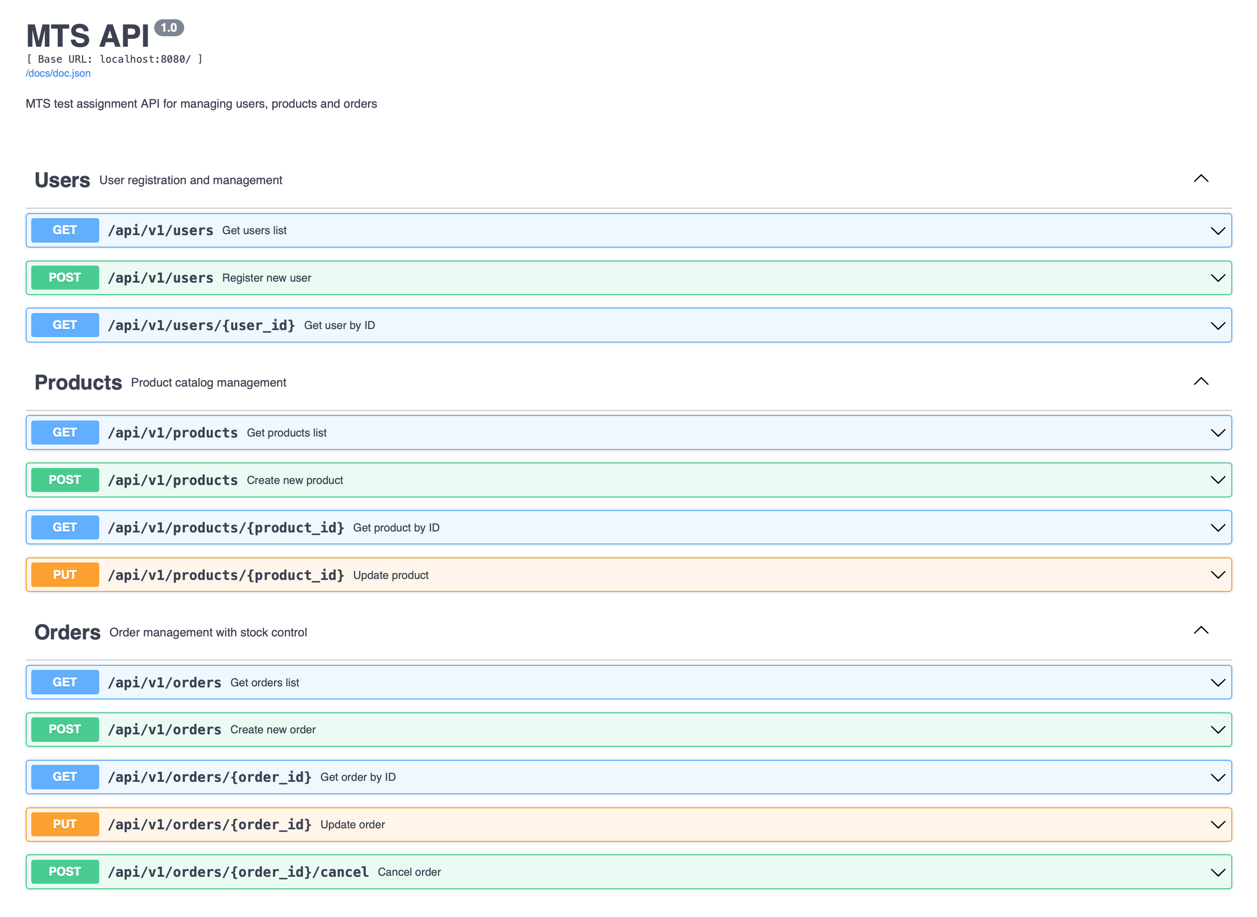 MTS API 1.0
[ Base URL: localhost:8080/ ]
/docs/doc.json
MTS test assignment API for managing users, products and orders
Users User registration and management
GET /api/v1/users Get users list
POST /api/v1/users Register new user
GET /api/v1/users/{user_id} Get user by ID
Products Product catalog management
GET /api/v1/products Get products list
POST /api/v1/products Create new product
GET /api/v1/products/{product_id} Get product by ID
PUT /api/v1/products/{product_id} Update product
Orders Order management with stock control
GET /api/v1/orders Get orders list
POST /api/v1/orders Create new order
GET /api/v1/orders/{order_id} Get order by ID
PUT /api/v1/orders/{order_id} Update order
POST /api/v1/orders/{order_id}/cancel Cancel order